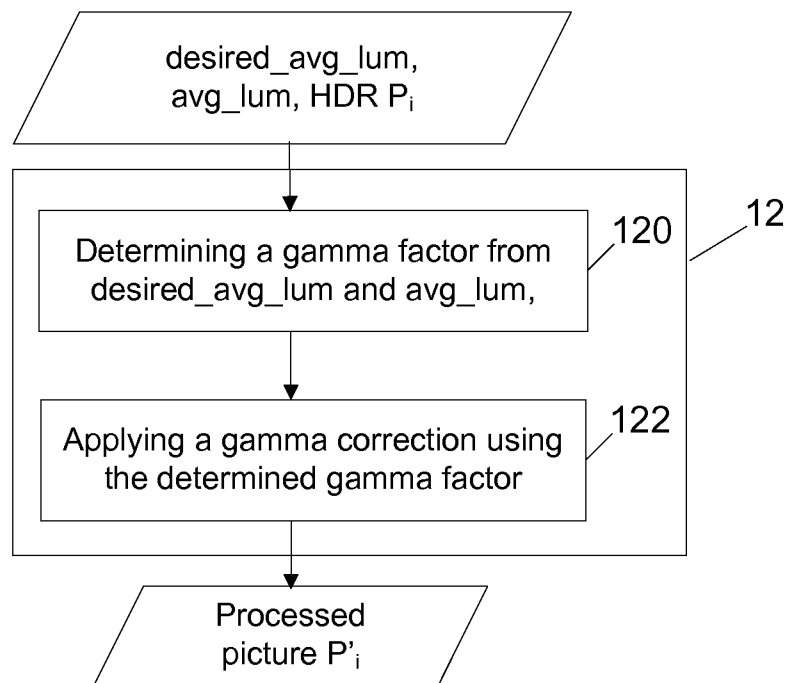 desired_avg_lum,
avg_lum, HDR Pᵢ
12
120
Determining a gamma factor from
desired_avg_lum and avg_lum,
122
Applying a gamma correction using
the determined gamma factor
Processed
picture P’ᵢ